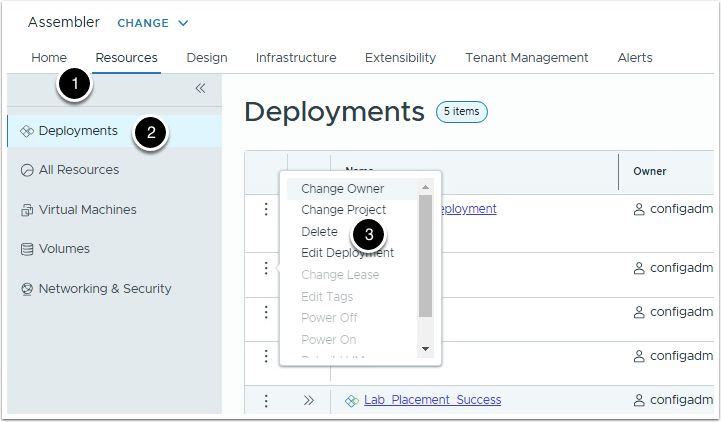 Assembler CHANGE
Home Resources Design Infrastructure Extensibility Tenant Management Alerts
1
Deployments 5 items
Deployments 2
Name Owner
All Resources
Change Owner
Change Project eployment configadm
Virtual Machines
Delete 3
Edit Deployment
Volumes
Change Lease configadm
Networking & Security
Edit Tags
Power Off configadm
Power On
configadm
Lab_Placement_Success configadm